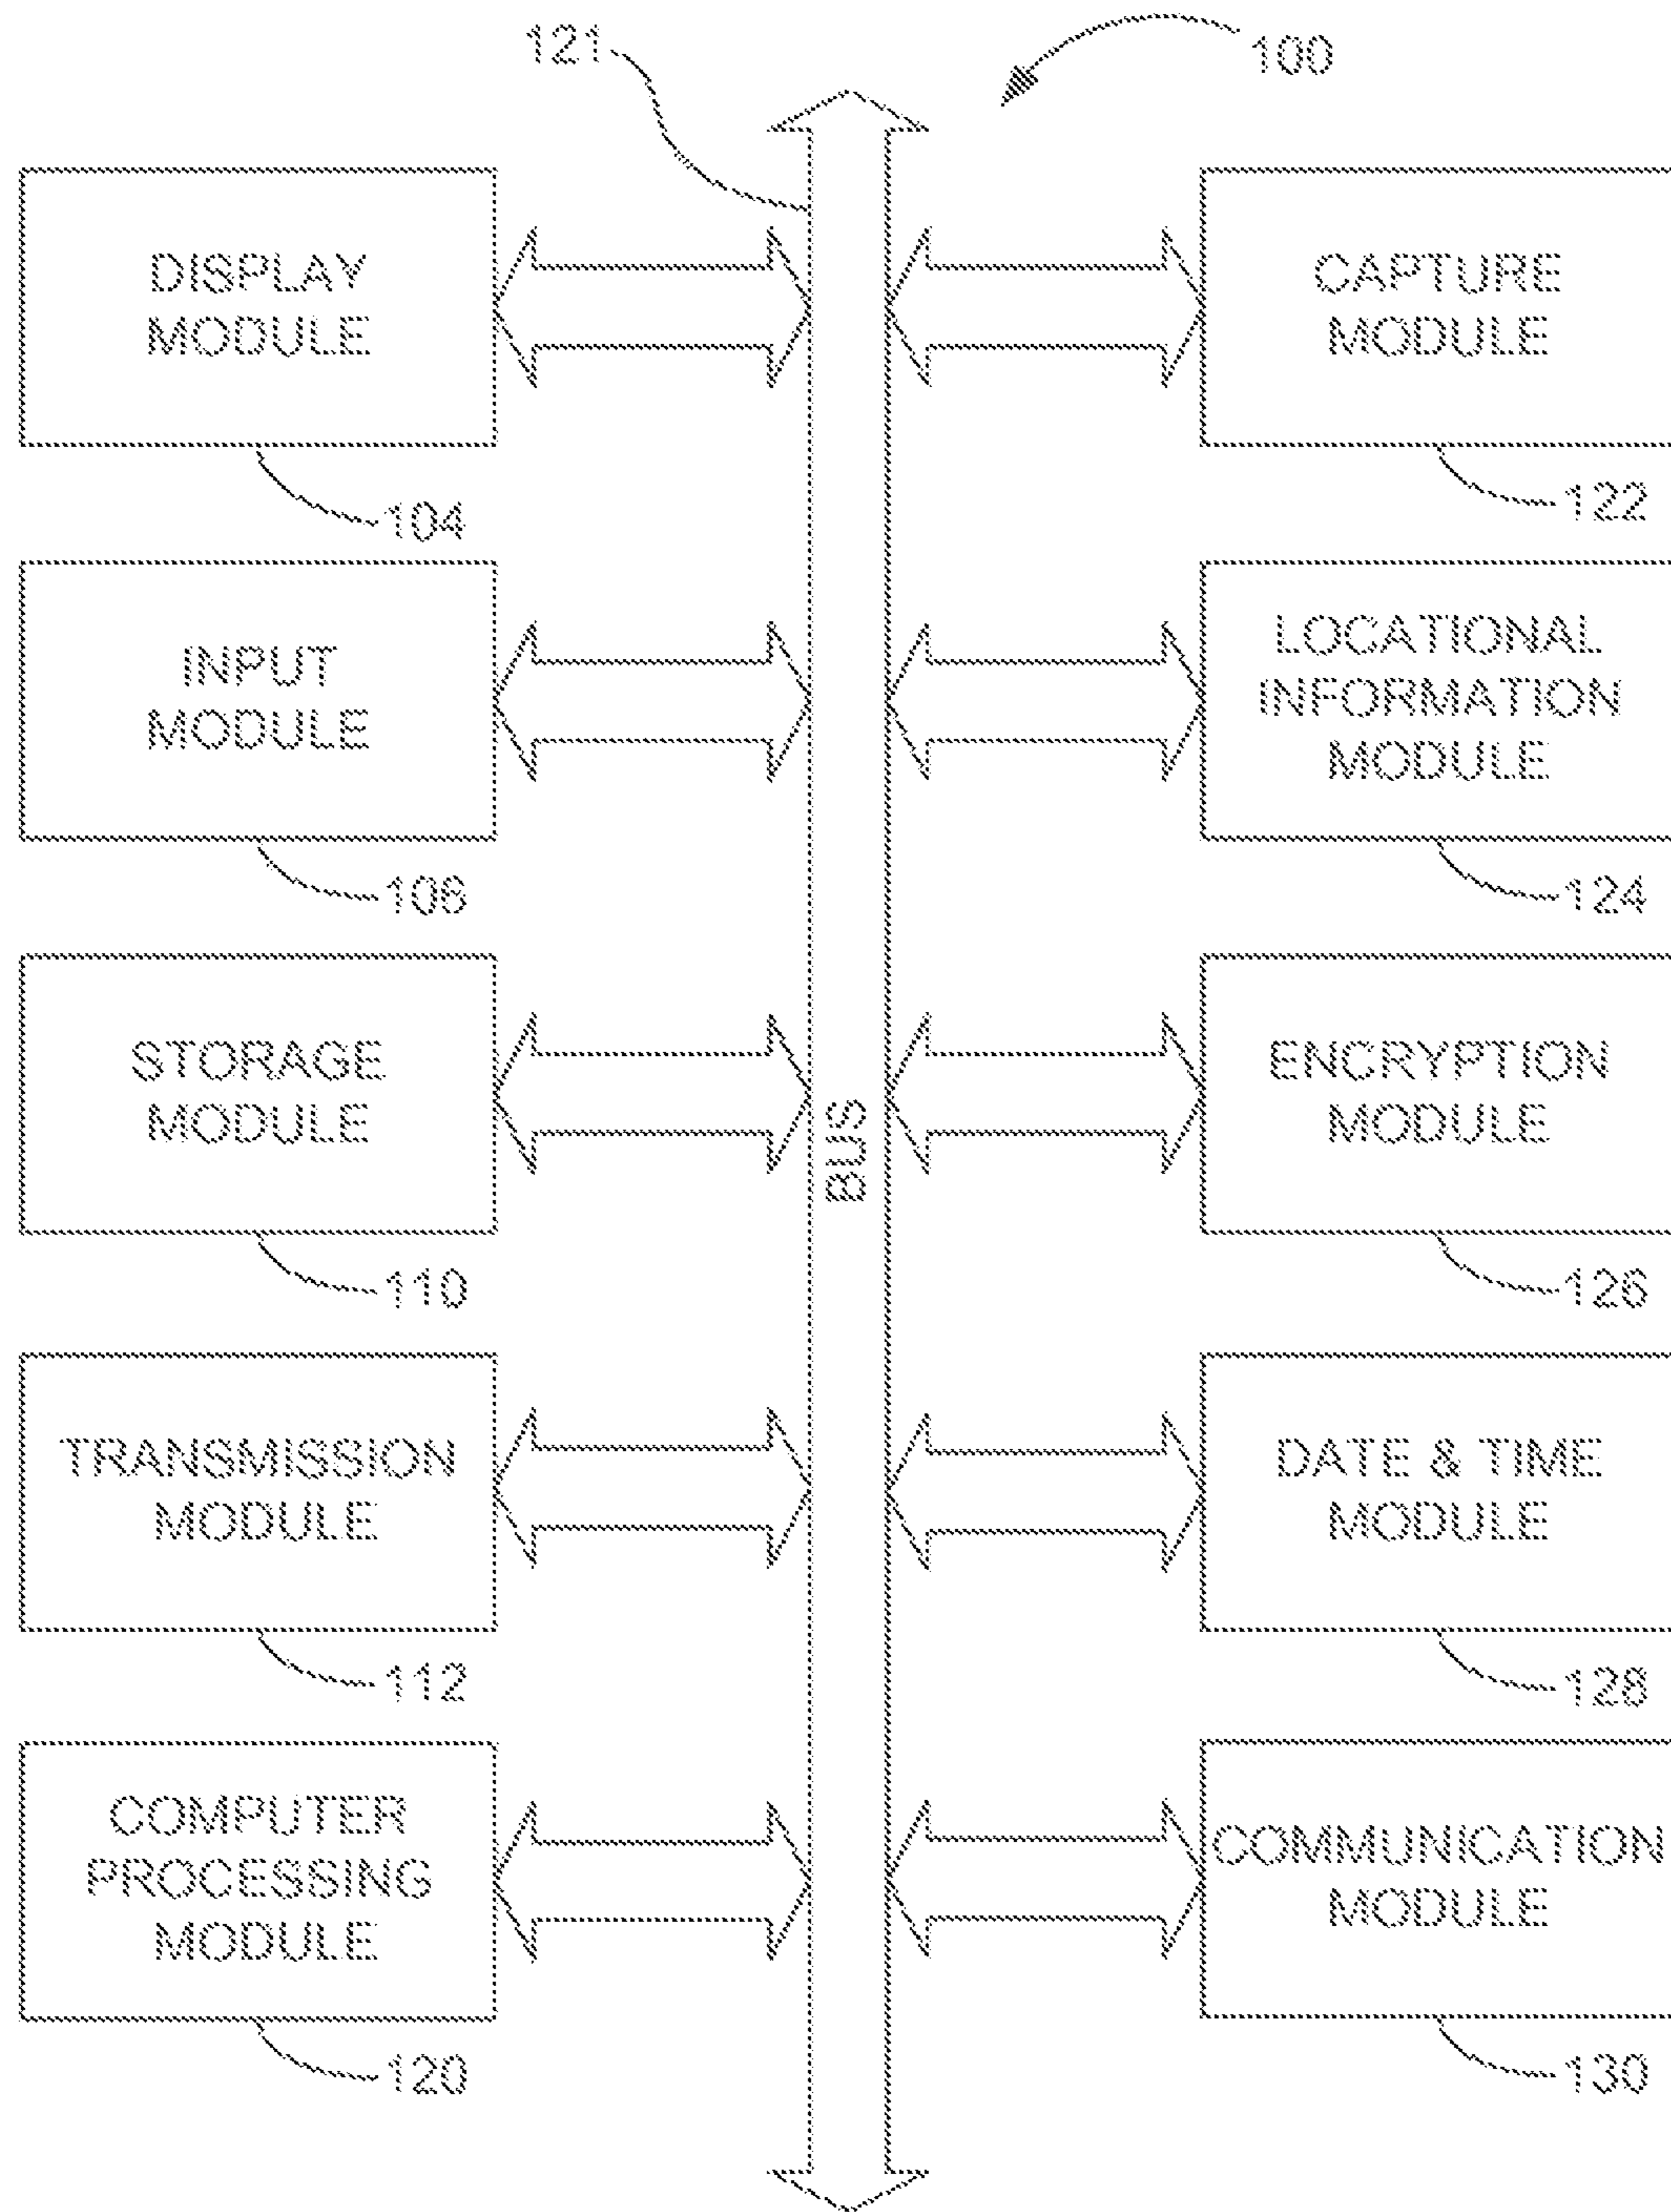 121
100
DISPLAY
MODULE
104
CAPTURE
MODULE
122
INPUT
MODULE
106
LOCATIONAL
INFORMATION
MODULE
124
STORAGE
MODULE
110
BUS
ENCRYPTION
MODULE
126
TRANSMISSION
MODULE
112
DATE & TIME
MODULE
128
COMPUTER
PROCESSING
MODULE
120
COMMUNICATION
MODULE
130